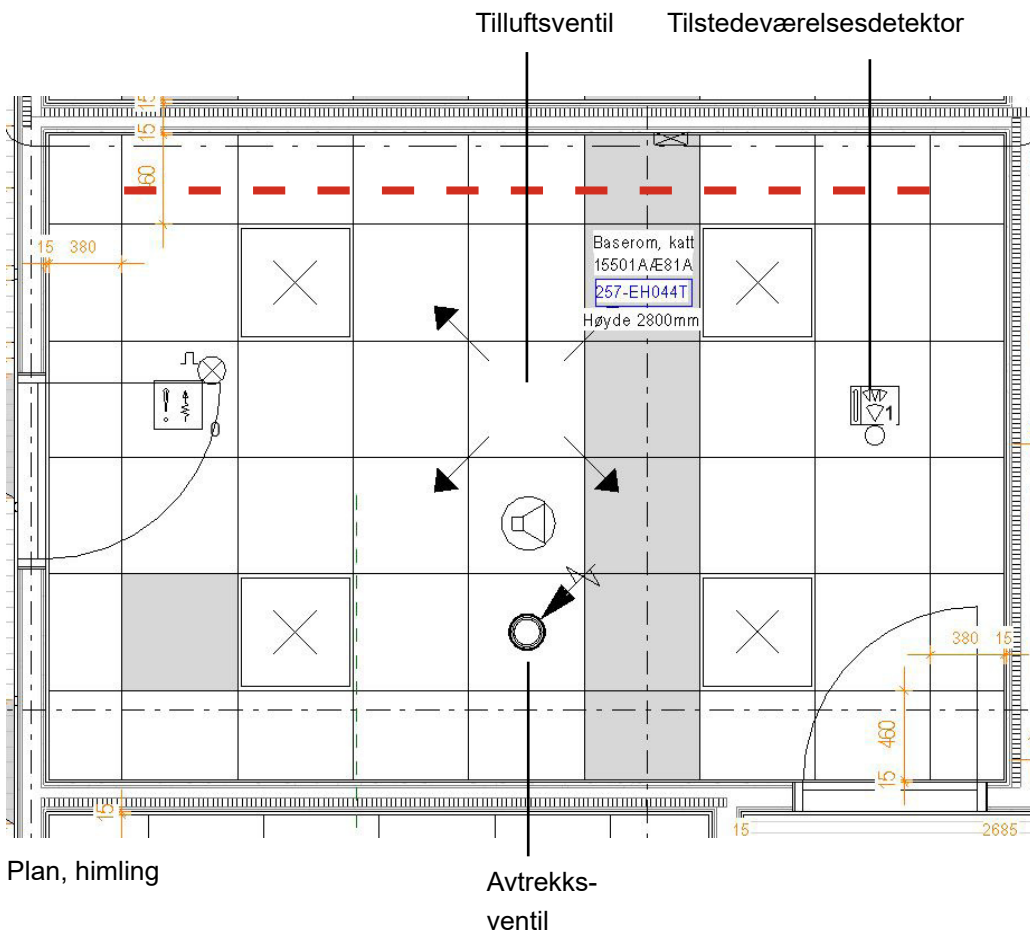 Tilluftsventil
Tilstedeværelsesdetektor
15
15
60
15 380
Baserom, katt
15501AÆ81A
257-EH044T
Høyde 2800mm
0
1
380 15
460
15
15
15
2685
Plan, himling
Avtrekks-
ventil